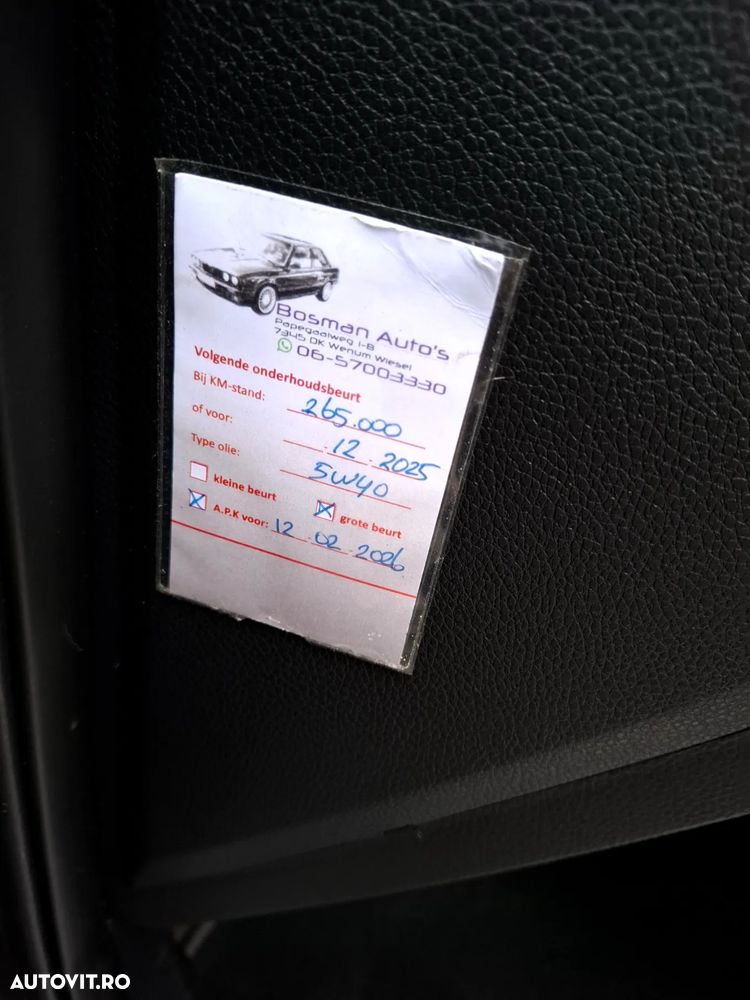 Bosman Auto's
Papegaaiweg 1-B
7345 DK Wenum Wiesel
06-57003330
Volgende onderhoudsbeurt
Bij KM-stand: 265.000
of voor: 12 2025
Type olie: 5W40
kleine beurt
grote beurt
A.P.K voor: 12 02 2026
AUTOVIT.RO